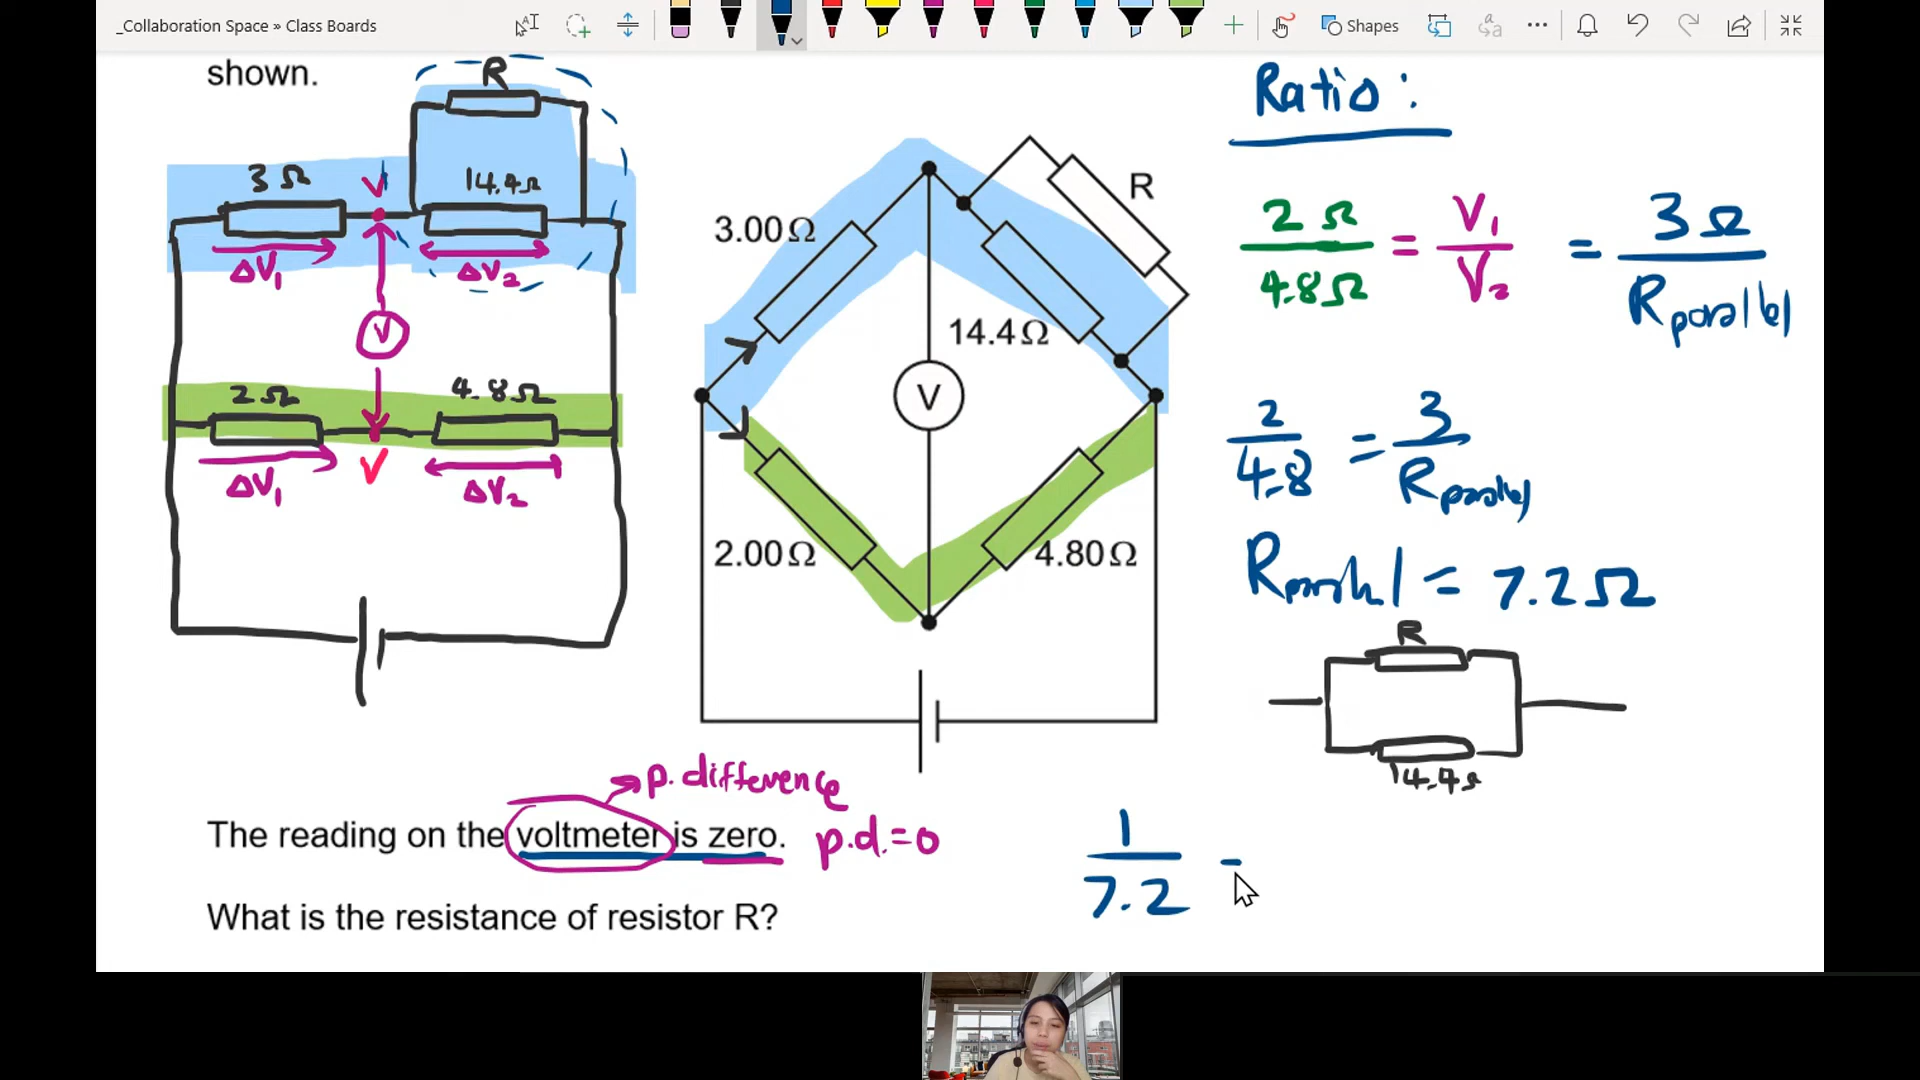 _Collaboration Space » Class Boards
Shapes
shown.
R
3 Ω
V
14.4Ω
ΔV1
ΔV2
V
2 Ω
4.8Ω
ΔV1
V
ΔV2
3.00Ω
R
14.4Ω
V
2.00Ω
4.80Ω
Ratio:
2 Ω / 4.8Ω = V1 / V2 = 3 Ω / Rparallel
2 / 4.8 = 3 / Rparallel
Rparallel = 7.2Ω
R
14.4Ω
p. difference
The reading on the voltmeter is zero. p.d. = 0
1 / 7.2 =
What is the resistance of resistor R?